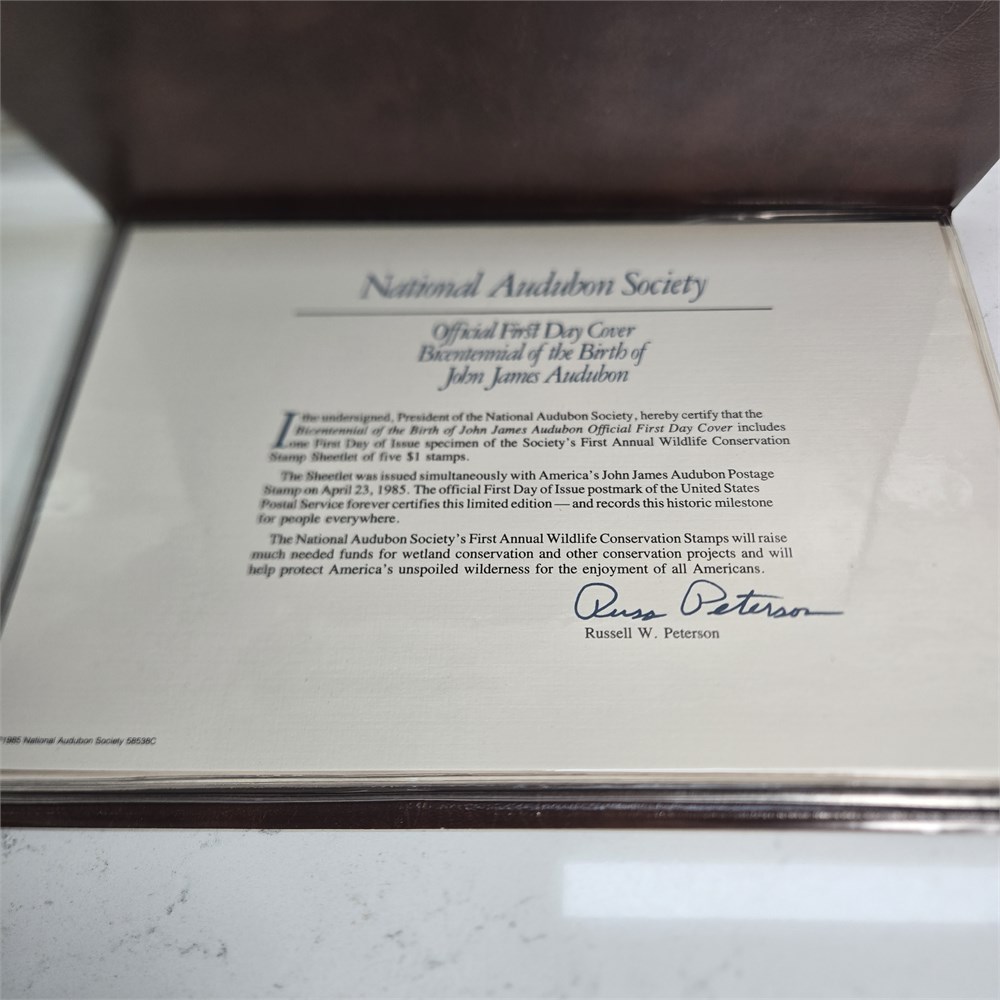 National Audubon Society
Official First Day Cover
Bicentennial of the Birth of
John James Audubon
I the undersigned, President of the National Audubon Society, hereby certify that the
Bicentennial of the Birth of John James Audubon Official First Day Cover includes
one First Day of Issue specimen of the Society's First Annual Wildlife Conservation
Stamp Sheetlet of five $1 stamps.
The Sheetlet was issued simultaneously with America's John James Audubon Postage
Stamp on April 23, 1985. The official First Day of Issue postmark of the United States
Postal Service forever certifies this limited edition — and records this historic milestone
for people everywhere.
The National Audubon Society's First Annual Wildlife Conservation Stamps will raise
much needed funds for wetland conservation and other conservation projects and will
help protect America's unspoiled wilderness for the enjoyment of all Americans.
Russ Peterson
Russell W. Peterson
1985 National Audubon Society 58538C